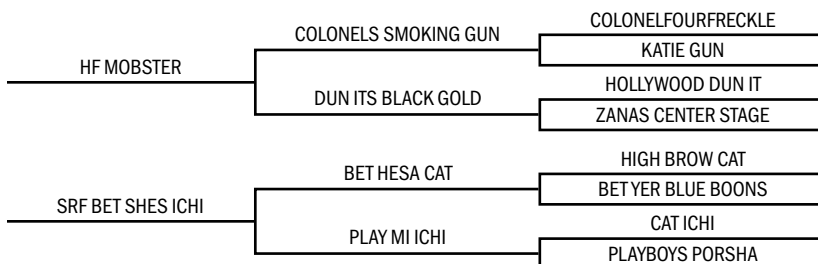 COLONELFOURFRECKLE
COLONELS SMOKING GUN
KATIE GUN
HF MOBSTER
HOLLYWOOD DUN IT
DUN ITS BLACK GOLD
ZANAS CENTER STAGE
HIGH BROW CAT
BET HESA CAT
BET YER BLUE BOONS
SRF BET SHES ICHI
CAT ICHI
PLAY MI ICHI
PLAYBOYS PORSHA